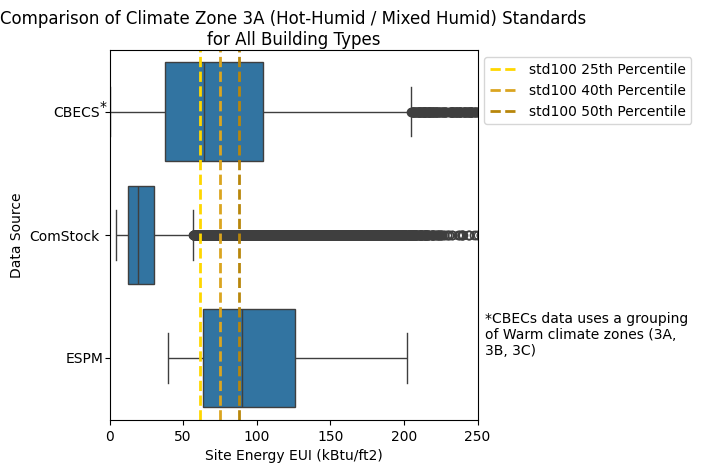 Comparison of Climate Zone 3A (Hot-Humid / Mixed Humid) Standards
for All Building Types
std100 25th Percentile
std100 40th Percentile
std100 50th Percentile
CBECS*
ComStock
ESPM
Data Source
*CBECs data uses a grouping
of Warm climate zones (3A,
3B, 3C)
0 50 100 150 200 250
Site Energy EUI (kBtu/ft2)